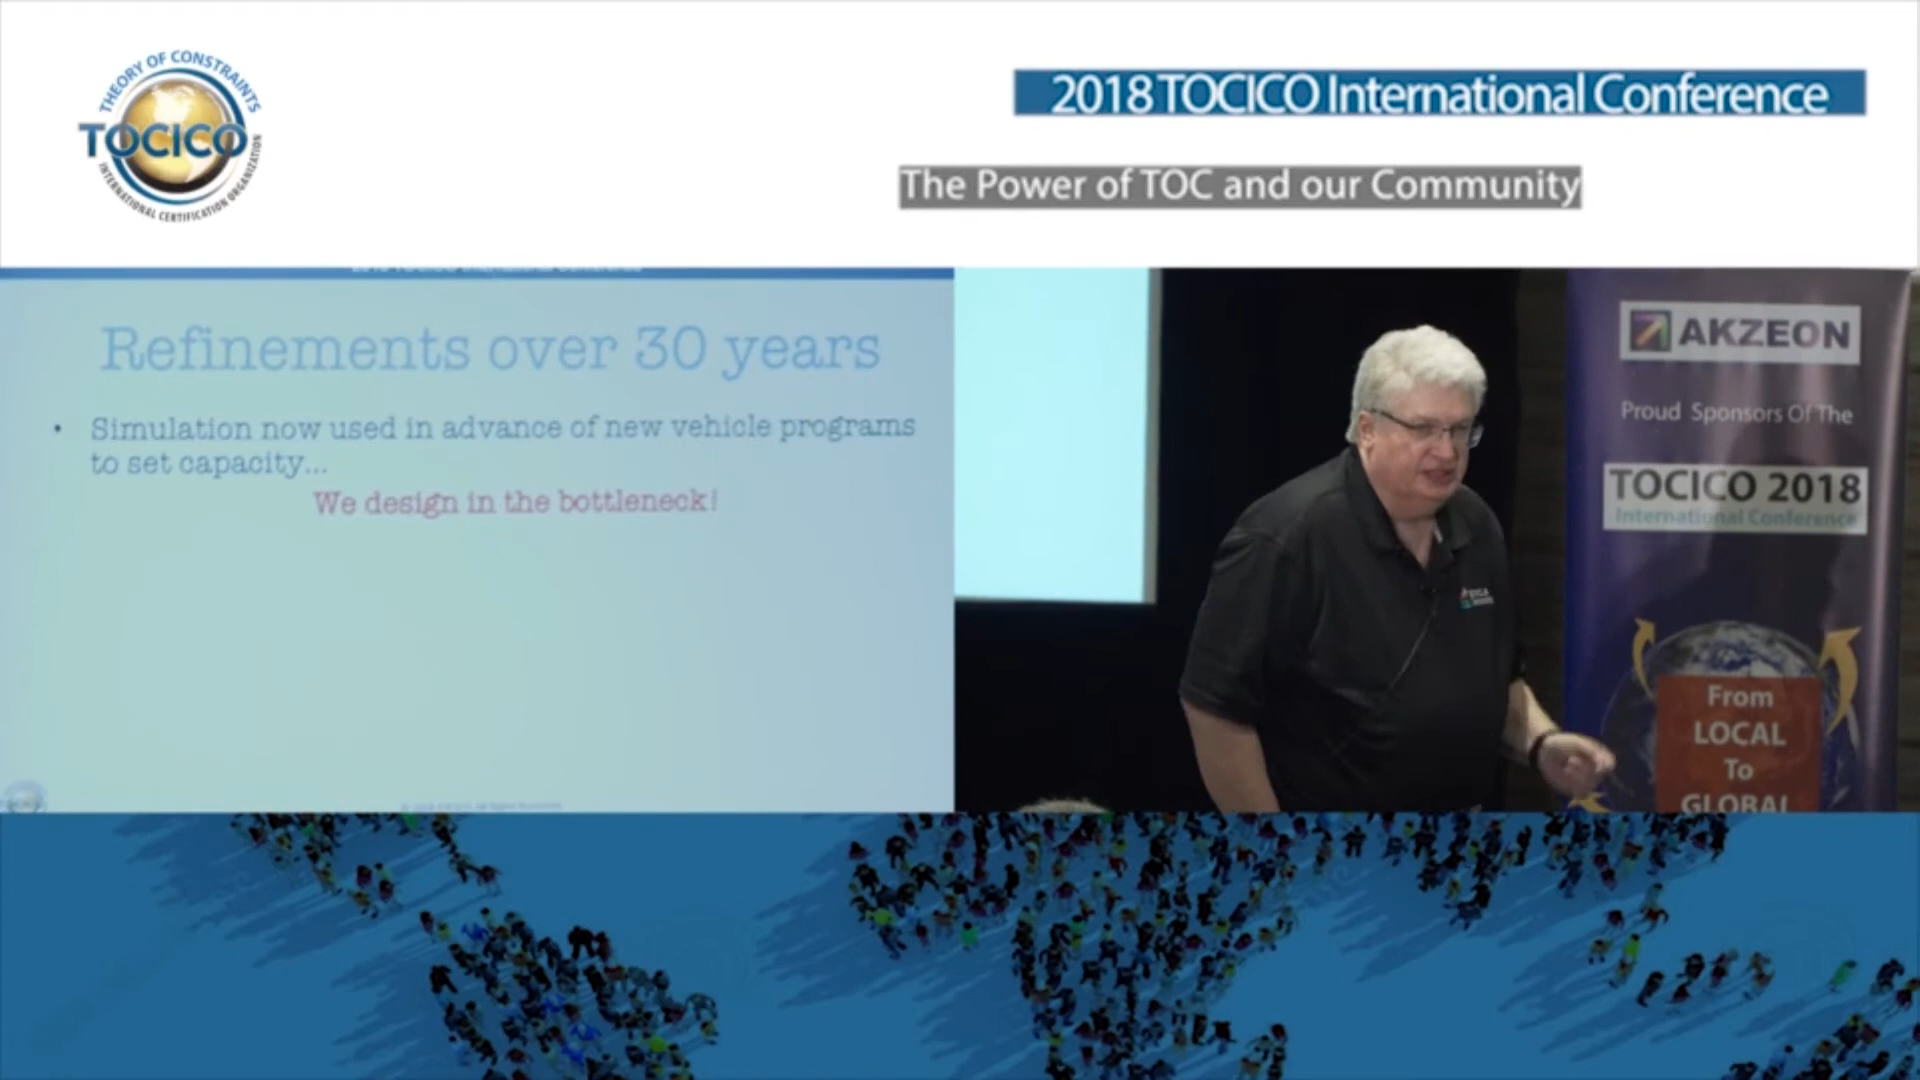 THEORY OF CONSTRAINTS
TOCICO
INTERNATIONAL CERTIFICATION ORGANIZATION
2018 TOCICO International Conference
The Power of TOC and our Community
Refinements over 30 years
• Simulation now used in advance of new vehicle programs
to set capacity...
We design in the bottleneck!
AKZEON
Proud Sponsors Of The
TOCICO 2018
International Conference
From
LOCAL
To
GLOBAL